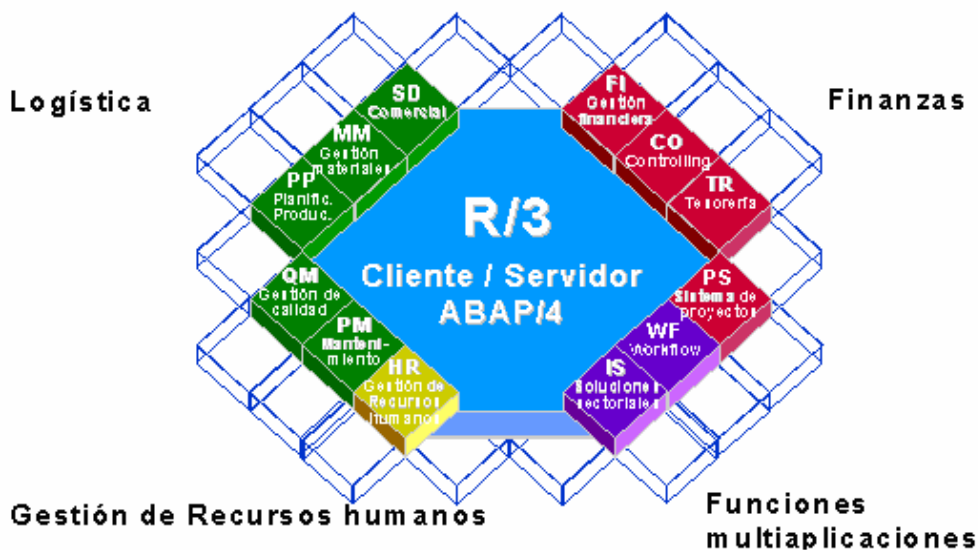 Logística
Finanzas
SD
Comercial
MM
Gestión
materiales
PP
Planific.
Produc.
QM
Gestión de
calidad
PM
Manteni-
miento
HR
Gestión de
Recursos
humanos
R/3
Cliente / Servidor
ABAP/4
FI
Gestión
financiera
CO
Controlling
TR
Tesorería
PS
Sistema de
proyectos
WF
Workflow
IS
Soluciones
sectoriales
Gestión de Recursos humanos
Funciones
multiaplicaciones